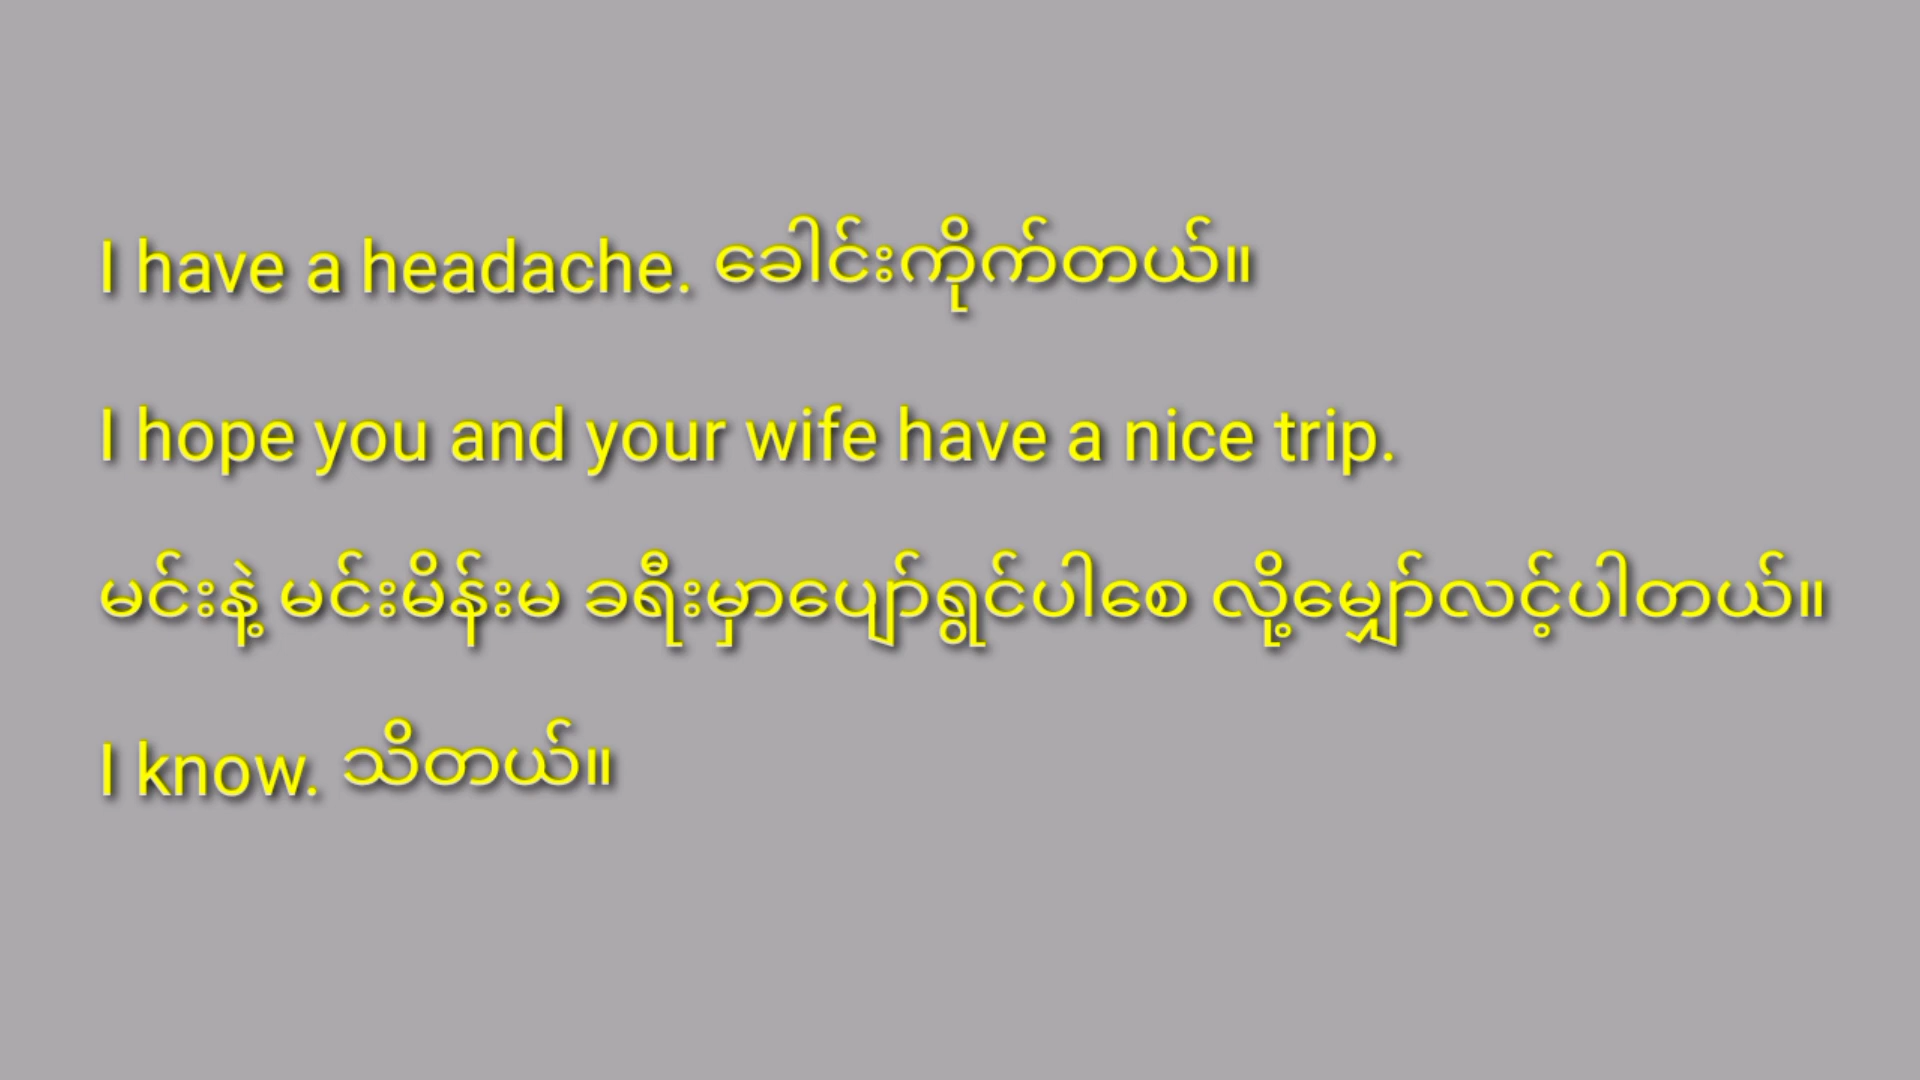 I have a headache. ခေါင်းကိုက်တယ်။
I hope you and your wife have a nice trip.
မင်းနဲ့ မင်းမိန်းမ ခရီးမှာပျော်ရွှင်ပါစေ လို့မျှော်လင့်ပါတယ်။
I know. သိတယ်။